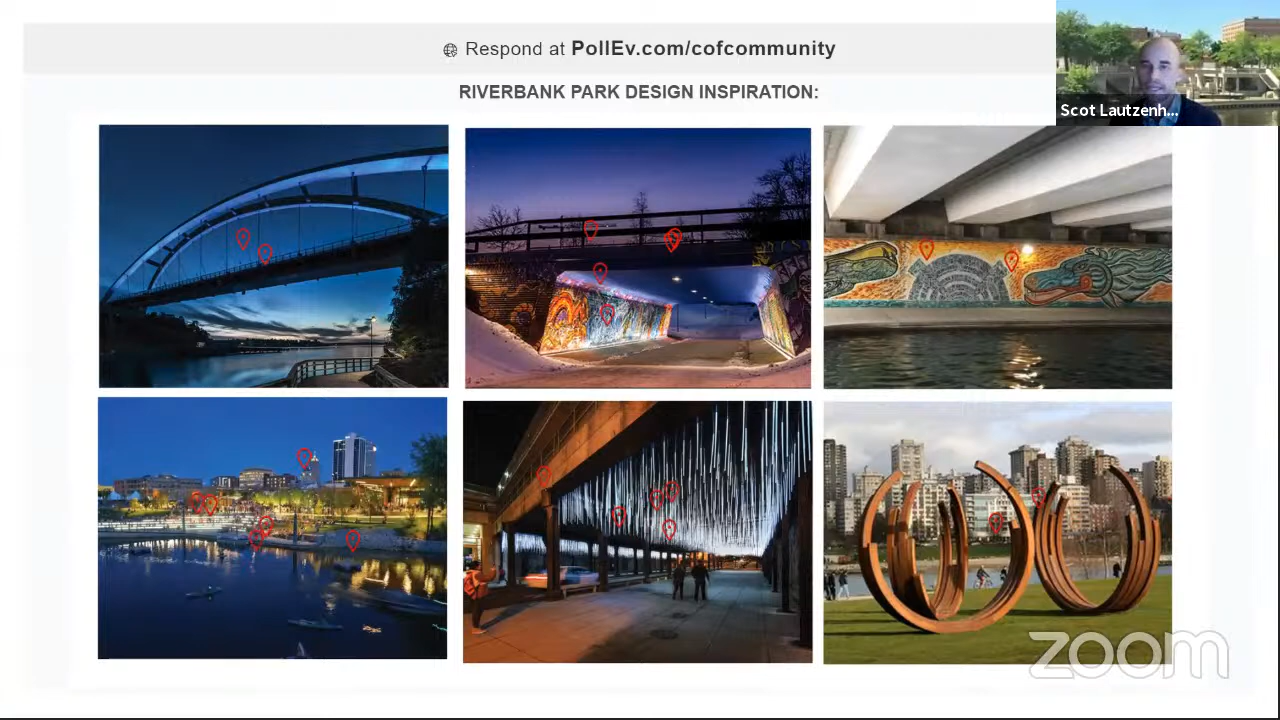 Respond at PollEv.com/cofcommunity
RIVERBANK PARK DESIGN INSPIRATION:
Scot Lautzenh...
zoom